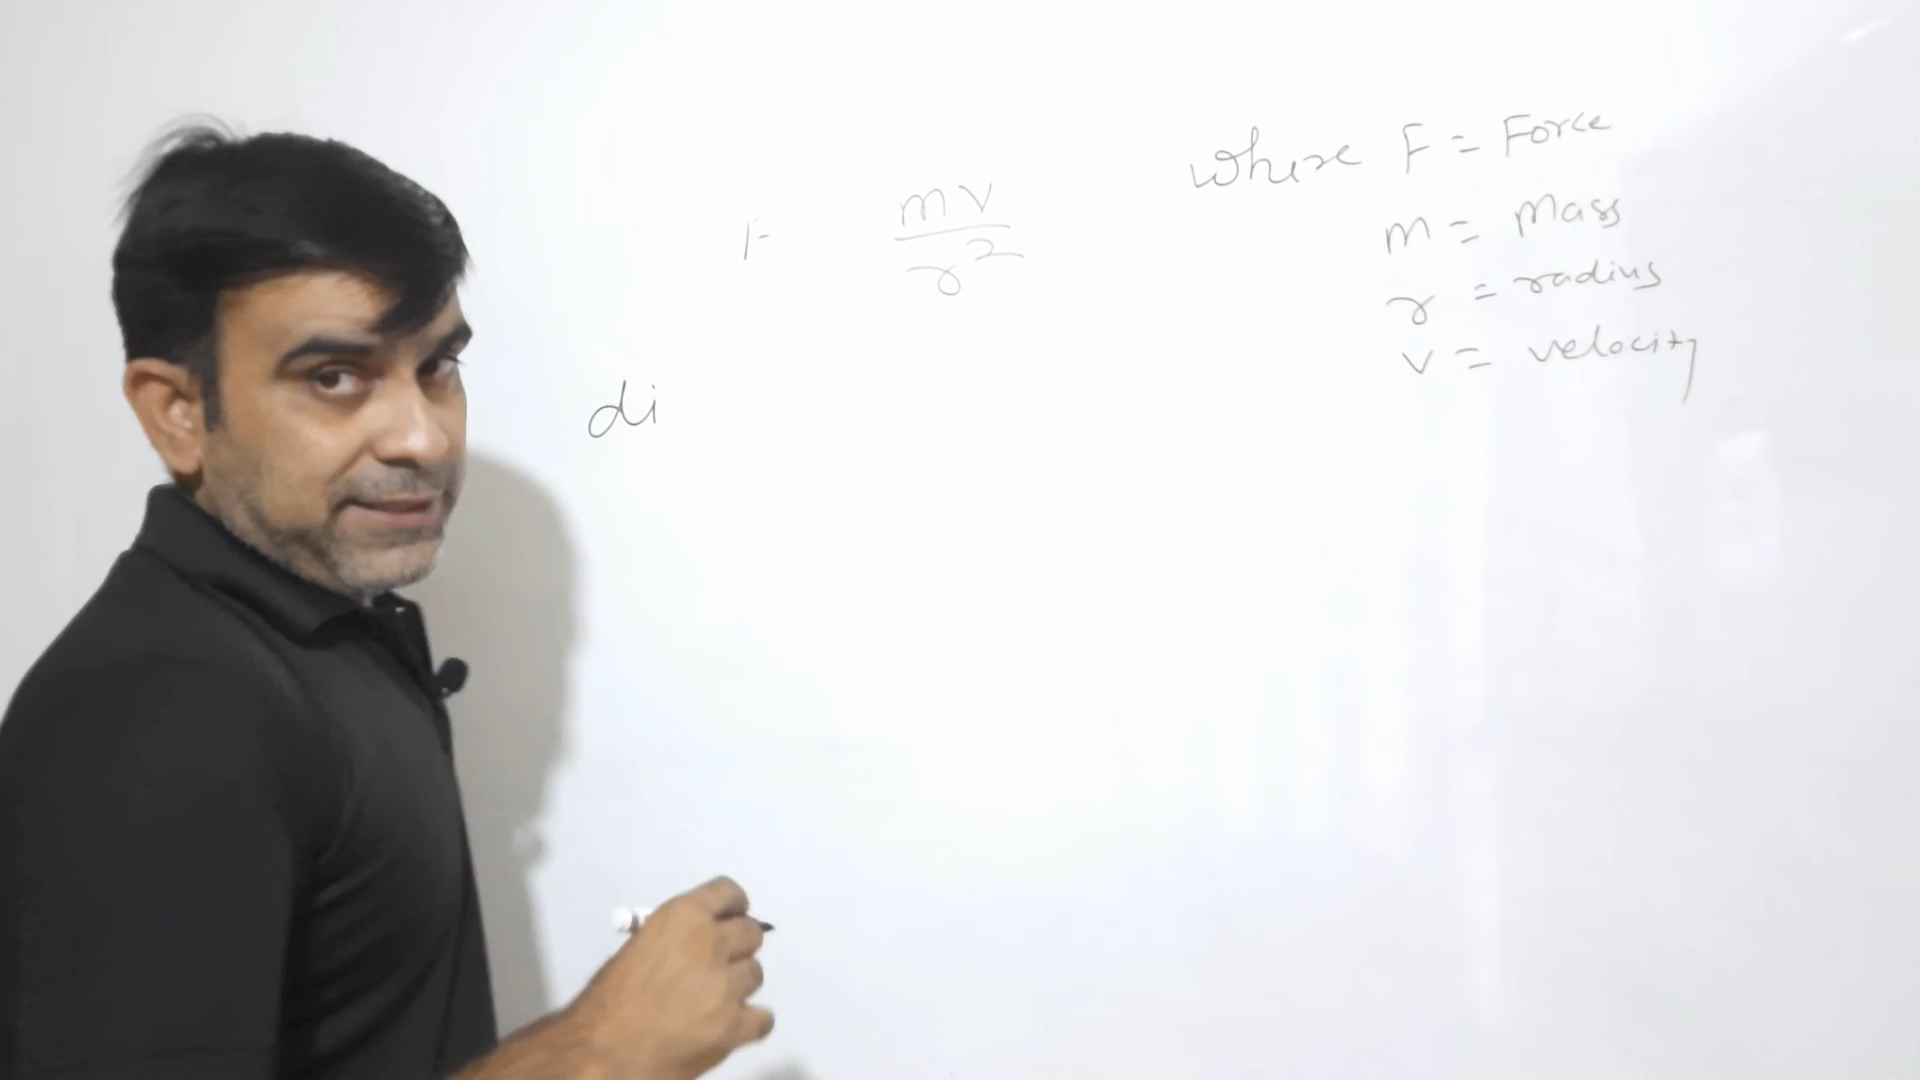 where F = Force
F mv
r²
m = Mass
r = radius
v = velocity
di